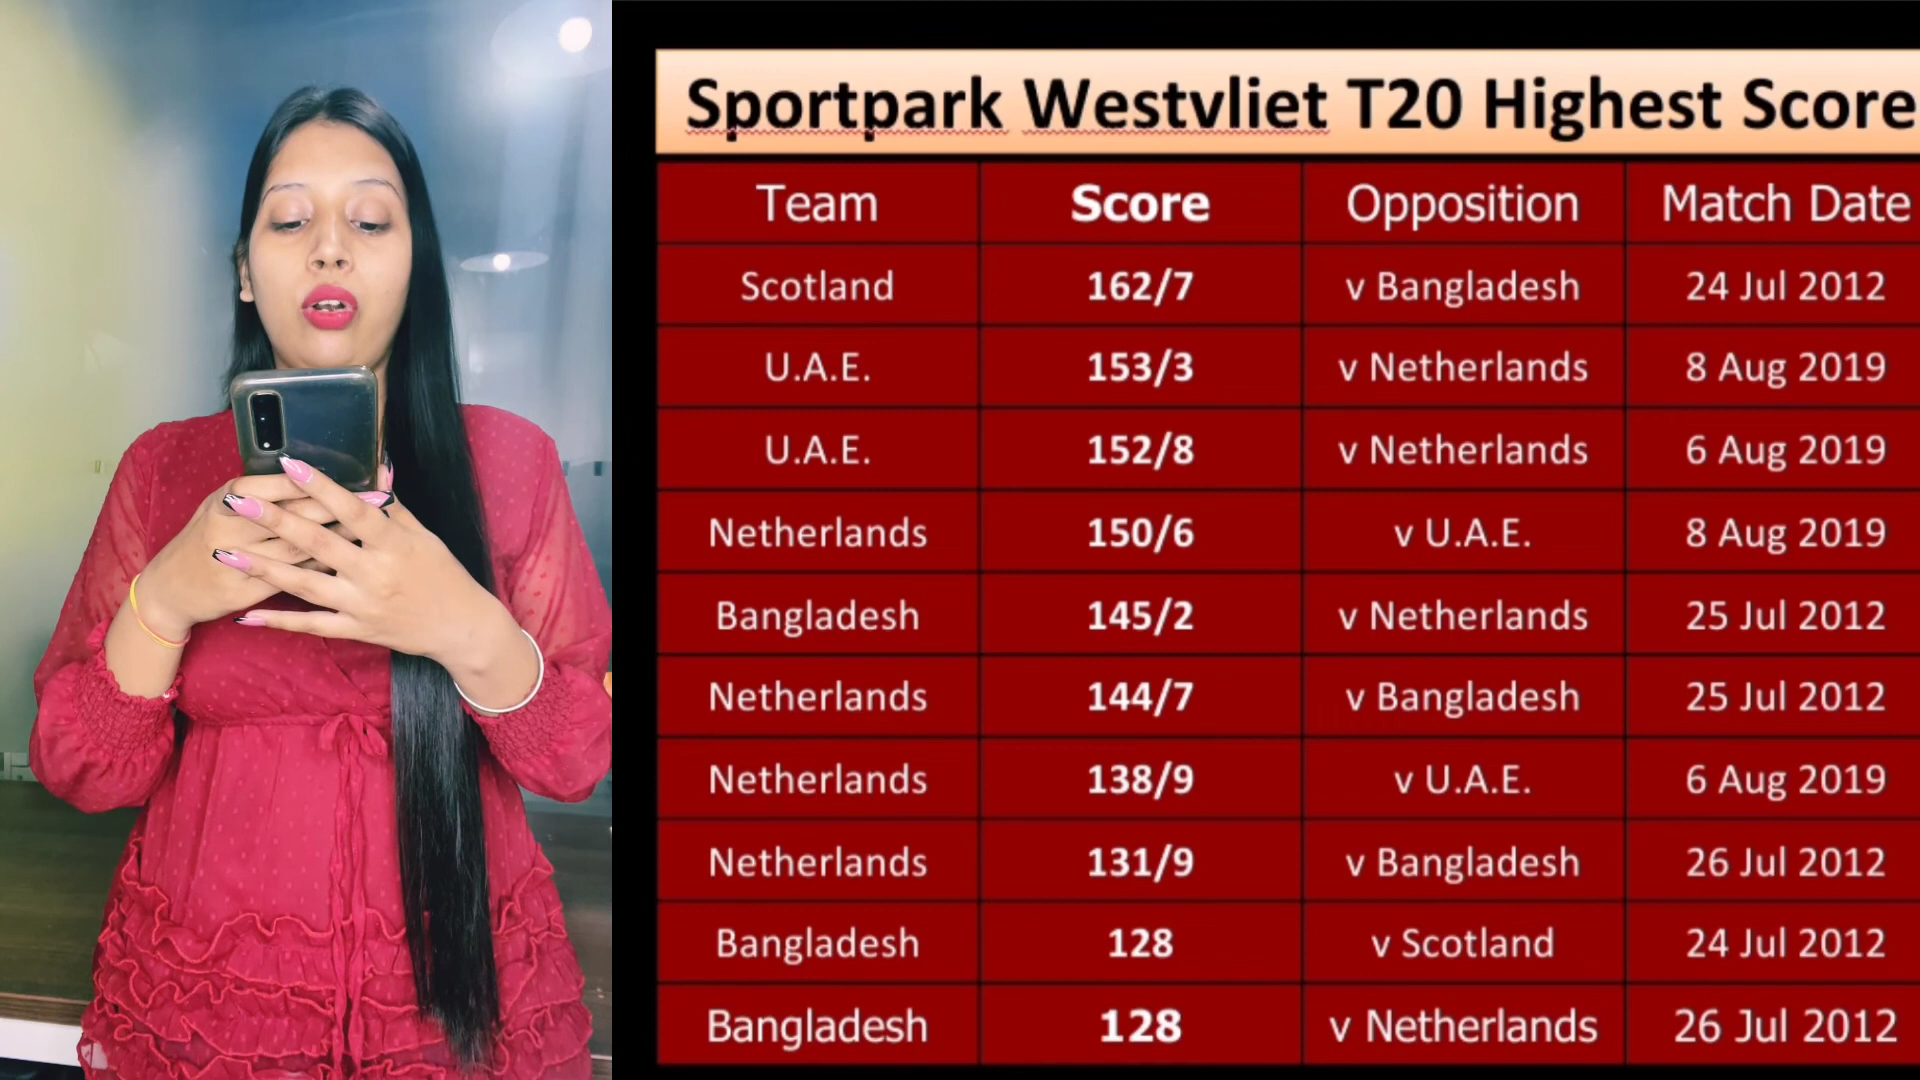 Sportpark Westvliet T20 Highest Score
Team Score Opposition Match Date
Scotland 162/7 v Bangladesh 24 Jul 2012
U.A.E. 153/3 v Netherlands 8 Aug 2019
U.A.E. 152/8 v Netherlands 6 Aug 2019
Netherlands 150/6 v U.A.E. 8 Aug 2019
Bangladesh 145/2 v Netherlands 25 Jul 2012
Netherlands 144/7 v Bangladesh 25 Jul 2012
Netherlands 138/9 v U.A.E. 6 Aug 2019
Netherlands 131/9 v Bangladesh 26 Jul 2012
Bangladesh 128 v Scotland 24 Jul 2012
Bangladesh 128 v Netherlands 26 Jul 2012